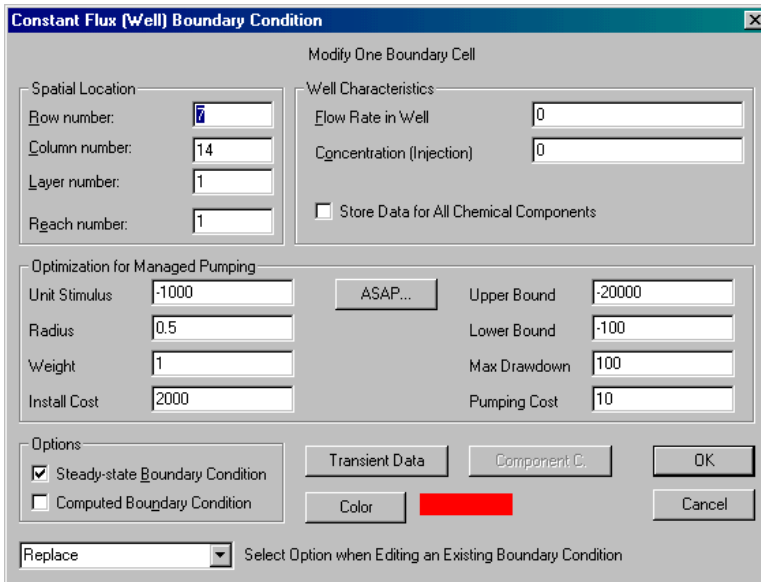 Constant Flux (Well) Boundary Condition
Modify One Boundary Cell
Spatial Location
Row number: 7
Column number: 14
Layer number: 1
Reach number: 1
Well Characteristics
Flow Rate in Well 0
Concentration (Injection) 0
Store Data for All Chemical Components
Optimization for Managed Pumping
Unit Stimulus -1000 ASAP... Upper Bound -20000
Radius 0.5 Lower Bound -100
Weight 1 Max Drawdown 100
Install Cost 2000 Pumping Cost 10
Options
Steady-state Boundary Condition
Computed Boundary Condition
Transient Data Component C. OK
Color Cancel
Replace Select Option when Editing an Existing Boundary Condition